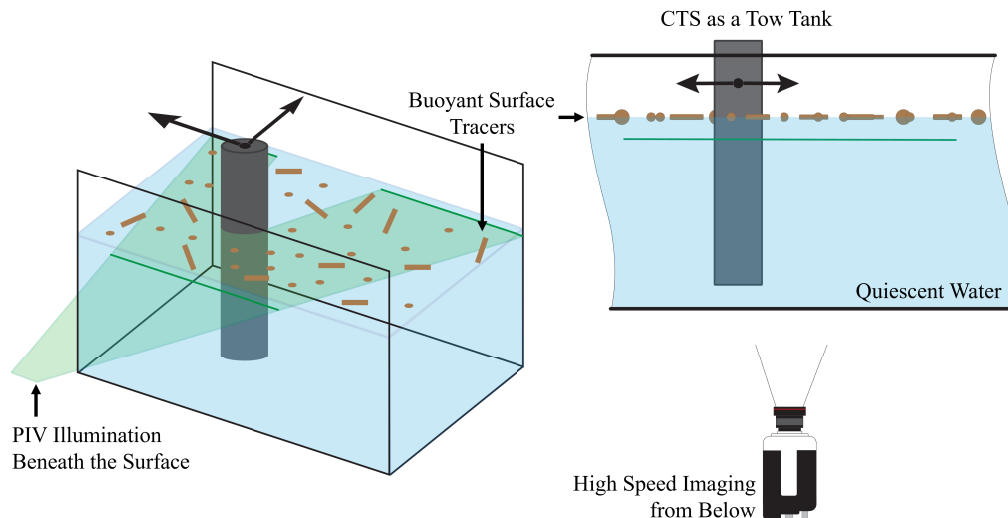 CTS as a Tow Tank
Buoyant Surface
Tracers
Quiescent Water
PIV Illumination
Beneath the Surface
High Speed Imaging
from Below